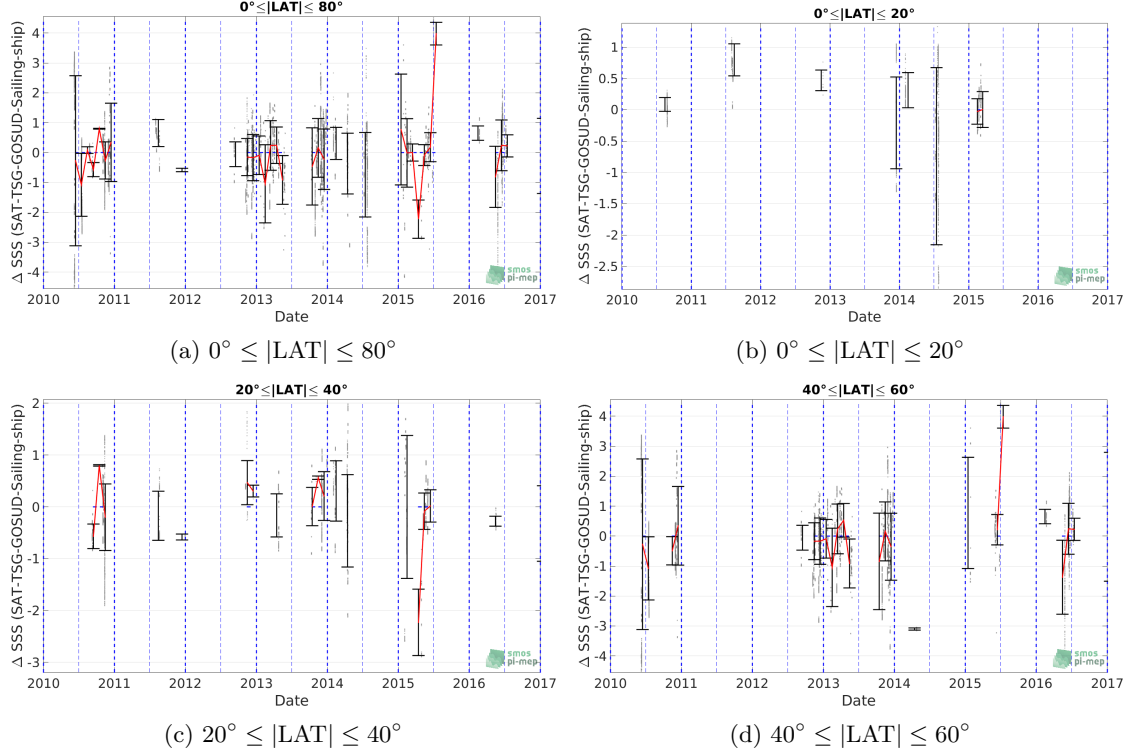 0°≤|LAT|≤ 80°
Δ SSS (SAT-TSG-GOSUD-Sailing-ship)
4
3
2
1
0
-1
-2
-3
-4
2010 2011 2012 2013 2014 2015 2016 2017
Date
smos
pi-mep
(a) 0° ≤ |LAT| ≤ 80°
0°≤|LAT|≤ 20°
Δ SSS (SAT-TSG-GOSUD-Sailing-ship)
1
0.5
0
-0.5
-1
-1.5
-2
-2.5
2010 2011 2012 2013 2014 2015 2016 2017
Date
smos
pi-mep
(b) 0° ≤ |LAT| ≤ 20°
20°≤|LAT|≤ 40°
Δ SSS (SAT-TSG-GOSUD-Sailing-ship)
2
1
0
-1
-2
-3
2010 2011 2012 2013 2014 2015 2016 2017
Date
smos
pi-mep
(c) 20° ≤ |LAT| ≤ 40°
40°≤|LAT|≤ 60°
Δ SSS (SAT-TSG-GOSUD-Sailing-ship)
4
3
2
1
0
-1
-2
-3
-4
2010 2011 2012 2013 2014 2015 2016 2017
Date
smos
pi-mep
(d) 40° ≤ |LAT| ≤ 60°